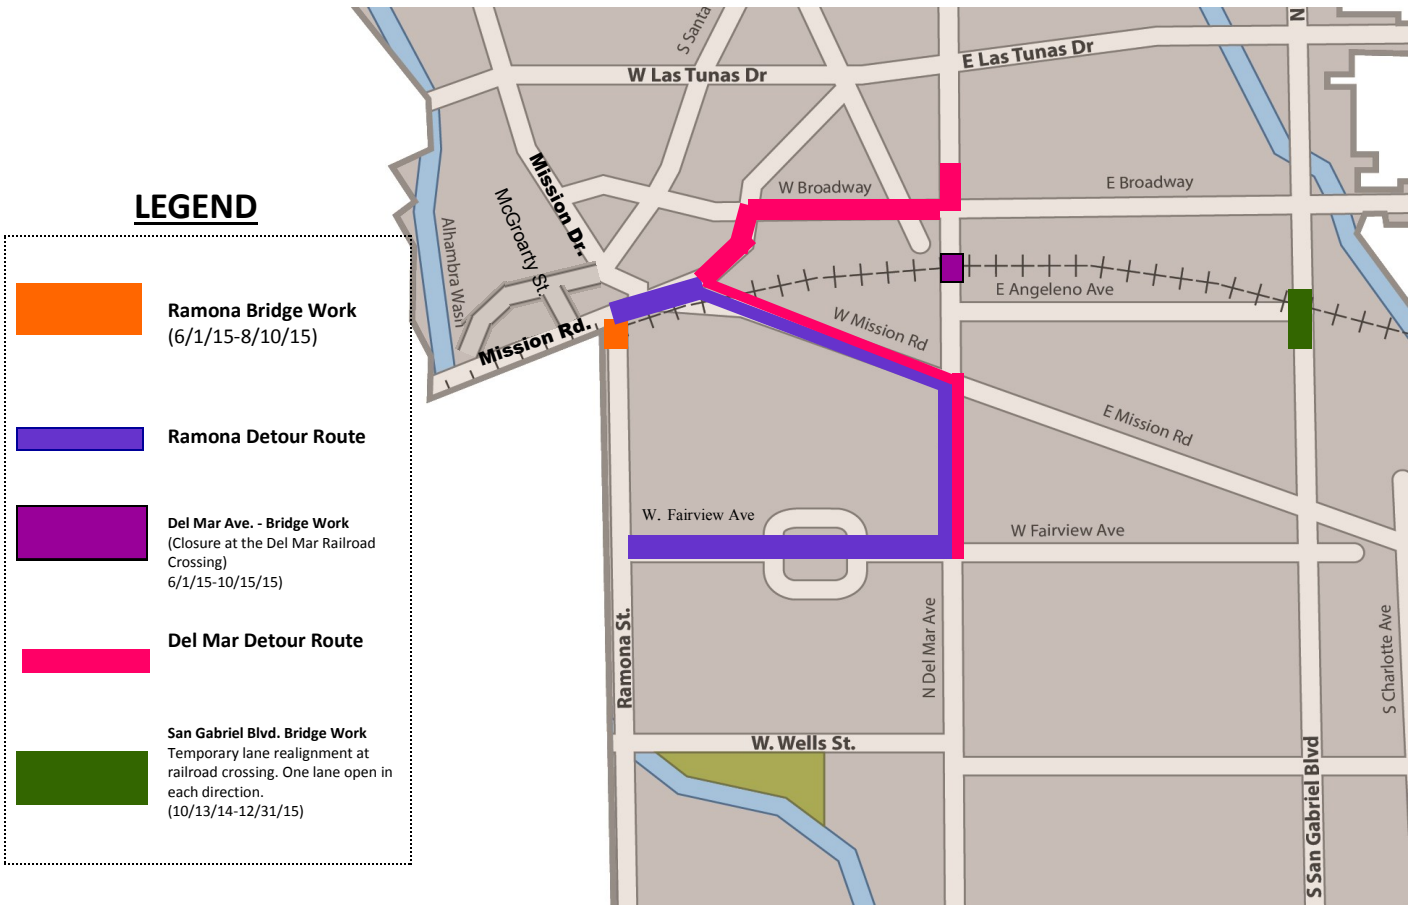 LEGEND
Ramona Bridge Work
(6/1/15-8/10/15)
Ramona Detour Route
Del Mar Ave. - Bridge Work
(Closure at the Del Mar Railroad
Crossing)
6/1/15-10/15/15)
Del Mar Detour Route
San Gabriel Blvd. Bridge Work
Temporary lane realignment at
railroad crossing. One lane open in
each direction.
(10/13/14-12/31/15)
S Santa
N
W Las Tunas Dr
E Las Tunas Dr
Mission Dr.
McGroarty St.
Alhambra Wash
Mission Rd.
W Broadway
E Broadway
E Angeleno Ave
W Mission Rd
E Mission Rd
W. Fairview Ave
W Fairview Ave
Ramona St.
N Del Mar Ave
S Charlotte Ave
W. Wells St.
S San Gabriel Blvd